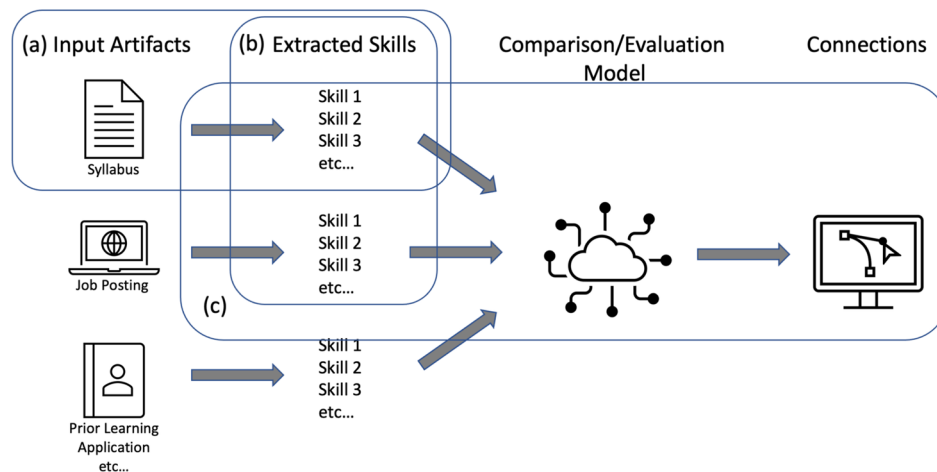 (a) Input Artifacts
(b) Extracted Skills
Comparison/Evaluation
Model
Connections
Syllabus
Skill 1
Skill 2
Skill 3
etc...
Job Posting
Skill 1
Skill 2
Skill 3
etc...
(c)
Prior Learning
Application
etc...
Skill 1
Skill 2
Skill 3
etc...